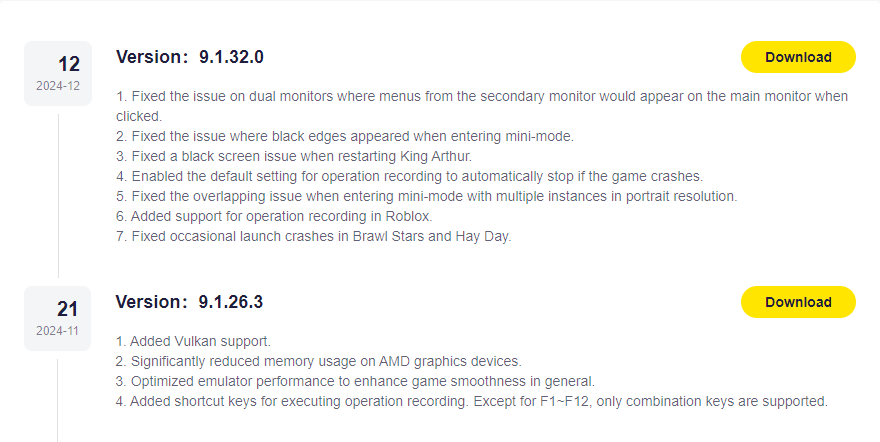 12
2024-12
Version：9.1.32.0
Download
1. Fixed the issue on dual monitors where menus from the secondary monitor would appear on the main monitor when
clicked.
2. Fixed the issue where black edges appeared when entering mini-mode.
3. Fixed a black screen issue when restarting King Arthur.
4. Enabled the default setting for operation recording to automatically stop if the game crashes.
5. Fixed the overlapping issue when entering mini-mode with multiple instances in portrait resolution.
6. Added support for operation recording in Roblox.
7. Fixed occasional launch crashes in Brawl Stars and Hay Day.
21
2024-11
Version：9.1.26.3
Download
1. Added Vulkan support.
2. Significantly reduced memory usage on AMD graphics devices.
3. Optimized emulator performance to enhance game smoothness in general.
4. Added shortcut keys for executing operation recording. Except for F1~F12, only combination keys are supported.